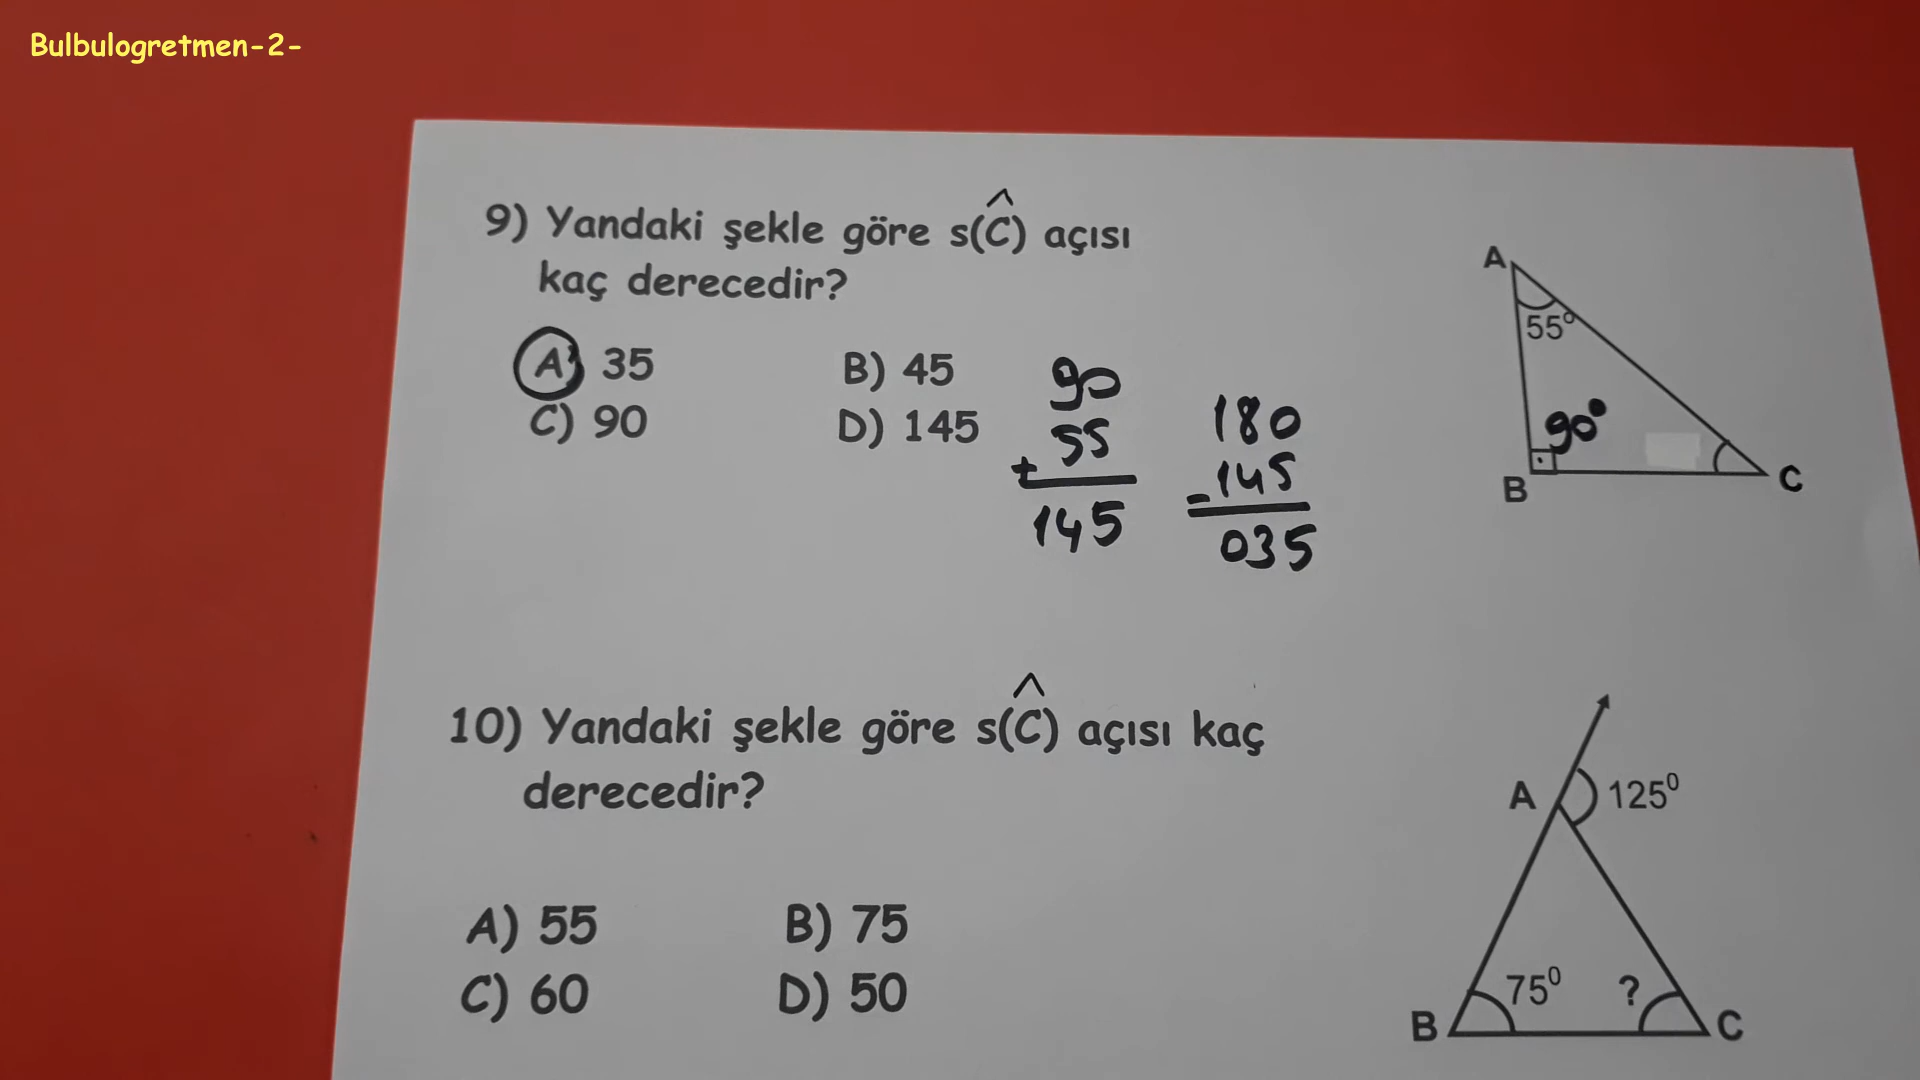 Bulbulogretmen-2-
9) Yandaki şekle göre s(Ĉ) açısı
kaç derecedir?
A) 35
B) 45
C) 90
D) 145
90
55
+
145
180
-145
035
A
55⁰
90°
B
C
10) Yandaki şekle göre s(Ĉ) açısı kaç
derecedir?
A) 55
B) 75
C) 60
D) 50
A
125⁰
75⁰
?
B
C